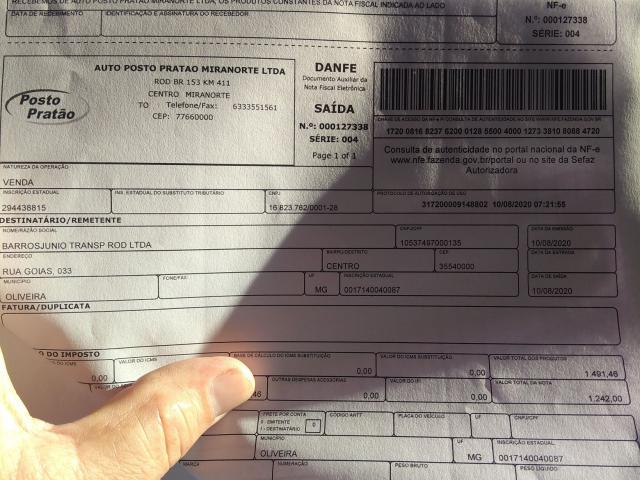 RECEBEMOS DE AUTO POSTO PRATAO MIRANORTE LTDA, OS PRODUTOS CONSTANTES DA NOTA FISCAL INDICADA AO LADO
DATA DE RECEBIMENTO IDENTIFICAÇÃO E ASSINATURA DO RECEBEDOR
NF-e
N.º: 000127338
SÉRIE: 004
Posto Pratão
AUTO POSTO PRATAO MIRANORTE LTDA
ROD BR 153 KM 411
CENTRO MIRANORTE
TO Telefone/Fax: 6333551561
CEP: 77660000
DANFE
Documento Auxiliar da
Nota Fiscal Eletrônica
SAÍDA
N.º: 000127338
SÉRIE: 004
Page 1 of 1
CHAVE DE ACESSO DA NF-E P/ CONSULTA DE AUTENTICIDADE NO SITE WWW.NFE.FAZENDA.GOV.BR
1720 0816 8237 6200 0128 5500 4000 1273 3810 8088 4720
Consulta de autenticidade no portal nacional da NF-e
www.nfe.fazenda.gov.br/portal ou no site da Sefaz
Autorizadora
NATUREZA DA OPERAÇÃO
VENDA
PROTOCOLO DE AUTORIZAÇÃO DE USO
317200009148802 10/08/2020 07:21:55
INSCRIÇÃO ESTADUAL INS. ESTADUAL DO SUBSTITUTO TRIBUTÁRIO CNPJ
294438815 16.823.762/0001-28
DESTINATÁRIO/REMETENTE
NOME/RAZÃO SOCIAL CNPJ/CPF DATA DA EMISSÃO
BARROSJUNIO TRANSP ROD LTDA 10537497000135 10/08/2020
ENDEREÇO BAIRRO/DISTRITO CEP DATA DA ENTRADA
RUA GOIAS, 033 CENTRO 35540000
MUNICÍPIO FONE/FAX UF INSCRIÇÃO ESTADUAL DATA DE SAÍDA
OLIVEIRA MG 0017140040087 10/08/2020
FATURA/DUPLICATA
O DO IMPOSTO
DO ICMS VALOR DO ICMS BASE DE CÁLCULO DO ICMS SUBSTITUIÇÃO VALOR DO ICMS SUBSTITUIÇÃO VALOR TOTAL DOS PRODUTOS
0,00 0,00 0,00 1.491,46
OUTRAS DESPESAS ACESSÓRIAS VALOR DO IPI VALOR TOTAL DA NOTA
46 0,00 0,00 1.242,00
FRETE POR CONTA CÓDIGO ANTT PLACA DO VEÍCULO UF CNPJ/CPF
0 - EMITENTE
1 - DESTINATÁRIO 0
MUNICÍPIO UF INSCRIÇÃO ESTADUAL
OLIVEIRA MG 0017140040087
MARCA NUMERAÇÃO PESO BRUTO PESO LÍQUIDO